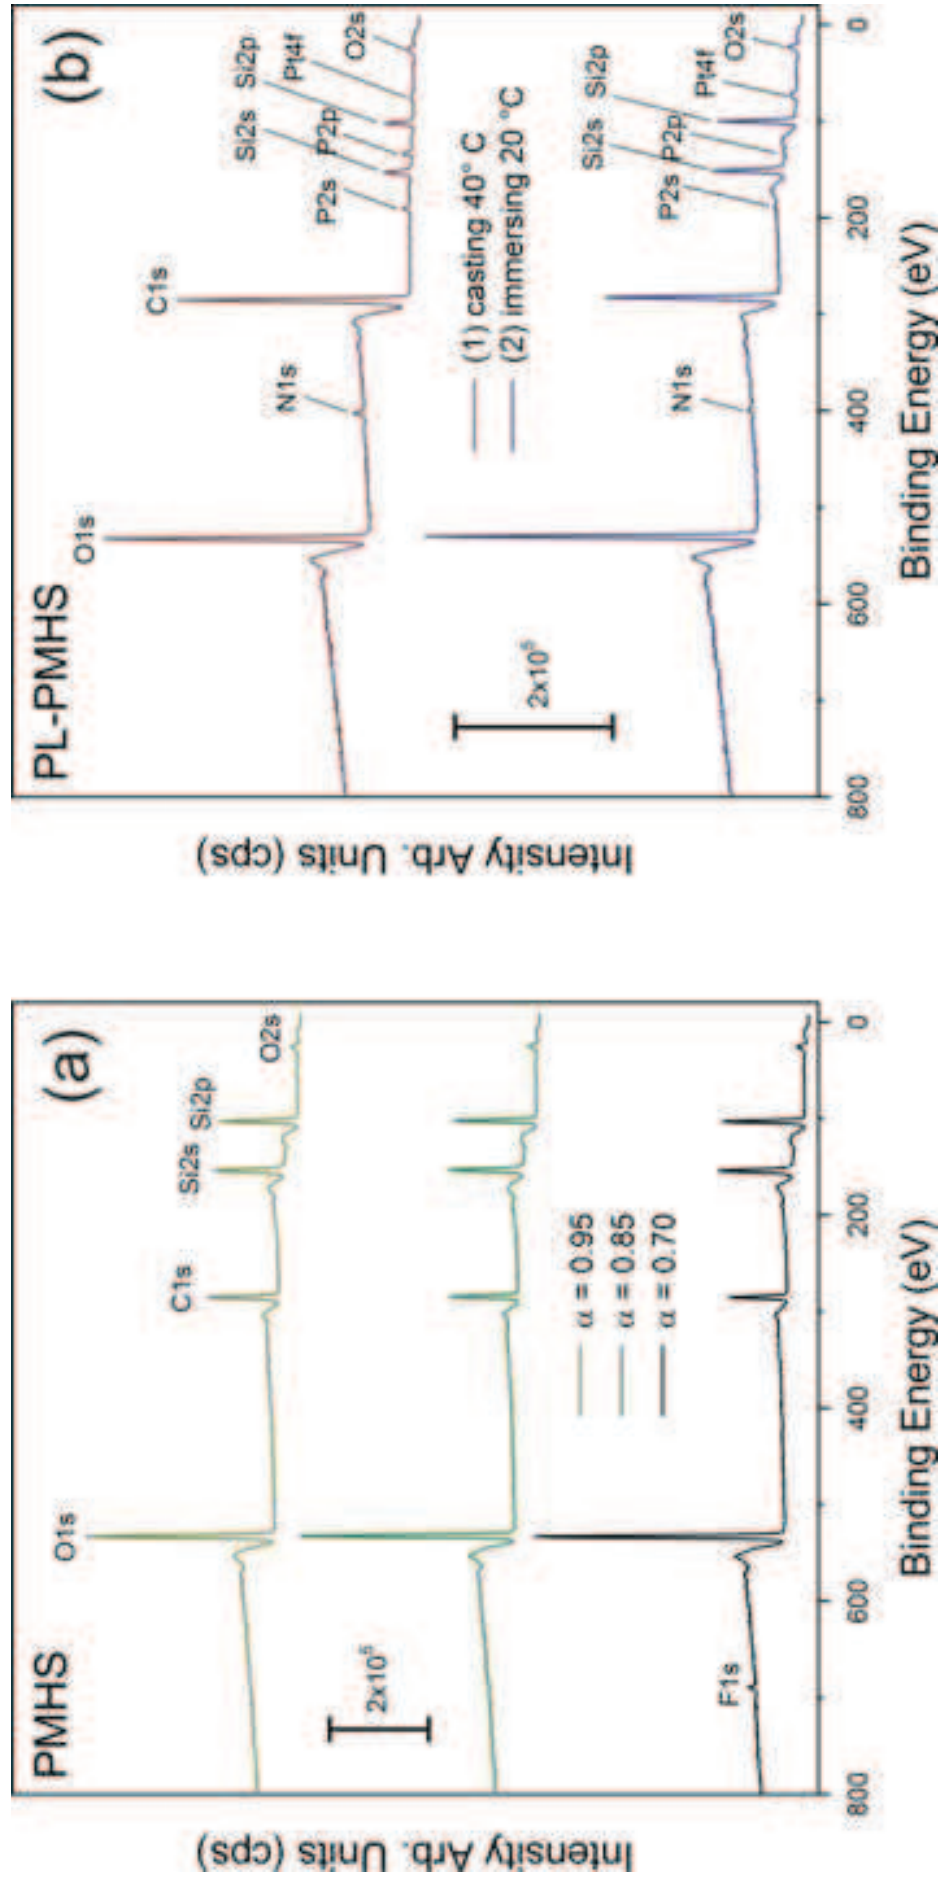 PMHS
(a)
O1s
C1s
Si2s
Si2p
O2s
2x10⁵
α = 0.95
α = 0.85
α = 0.70
F1s
800
600
400
200
0
Binding Energy (eV)
Intensity Arb. Units (cps)
PL-PMHS
(b)
O1s
N1s
C1s
P2s
Si2s
P2p
Si2p
Pt4f
O2s
(1) casting 40° C
(2) immersing 20 °C
2x10⁵
N1s
P2s
Si2s
P2p
Si2p
Pt4f
O2s
800
600
400
200
0
Binding Energy (eV)
Intensity Arb. Units (cps)